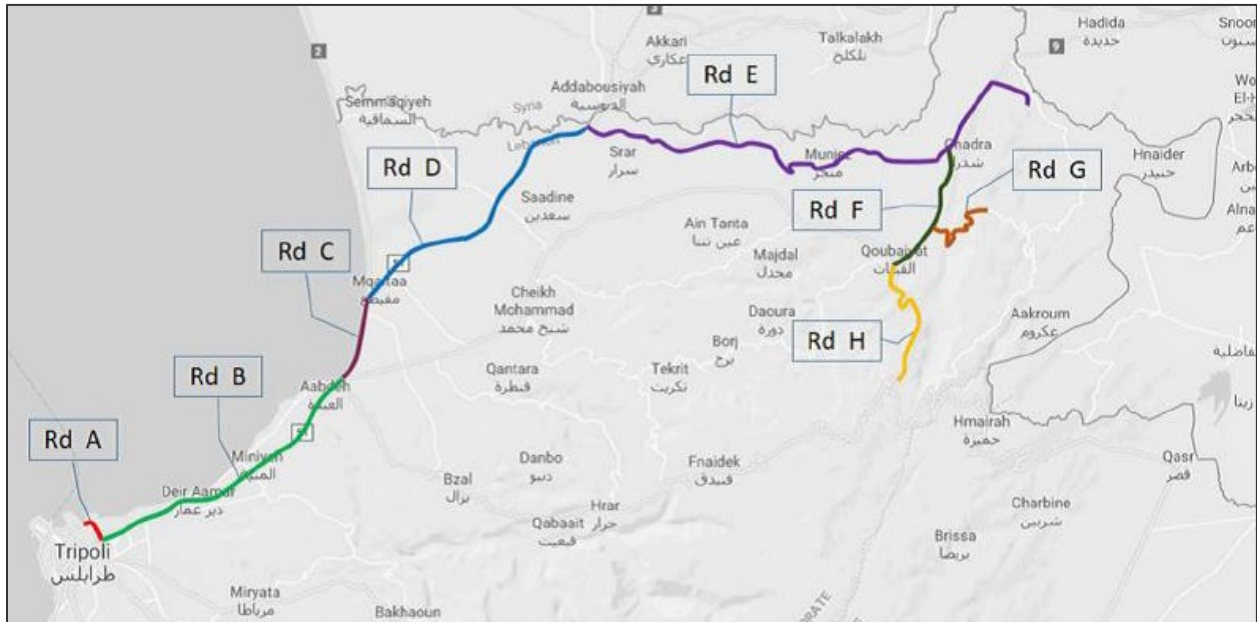 3
Hadida
حديدة
2
Akkari
عكاري
Talkalakh
تلكلخ
9
Rd E
Addabousiyah
الدبوسية
Semmaqiyeh
السماقية
Syria
Lebanon
Rd D
Srar
سرار
Munjez
منجز
Chadra
شدرا
Rd G
Hnaider
حنيدر
Saadine
سعدين
Rd F
Ain Tanta
عين تنتا
Majdal
مجدل
Qoubaiyat
القبيات
Rd C
Mqaitaa
مقيطع
Cheikh
Mohammad
شيخ محمد
Daoura
دورة
Aakroum
عكروم
Rd H
Borj
برج
Rd B
Aabdeh
العبدة
Qantara
قنطرة
Tekrit
تكريت
Rd A
Miniyeh
المنية
Hmairah
حميرة
Deir Aamar
دير عمار
Bzal
بزال
Danbo
دنبو
Fnaidek
فنيدق
Qasr
قصر
Hrar
حرار
Charbine
شربين
Qabaait
قبعيت
Brissa
بريصا
Tripoli
طرابلس
Miryata
مرياطا
Bakhaoun